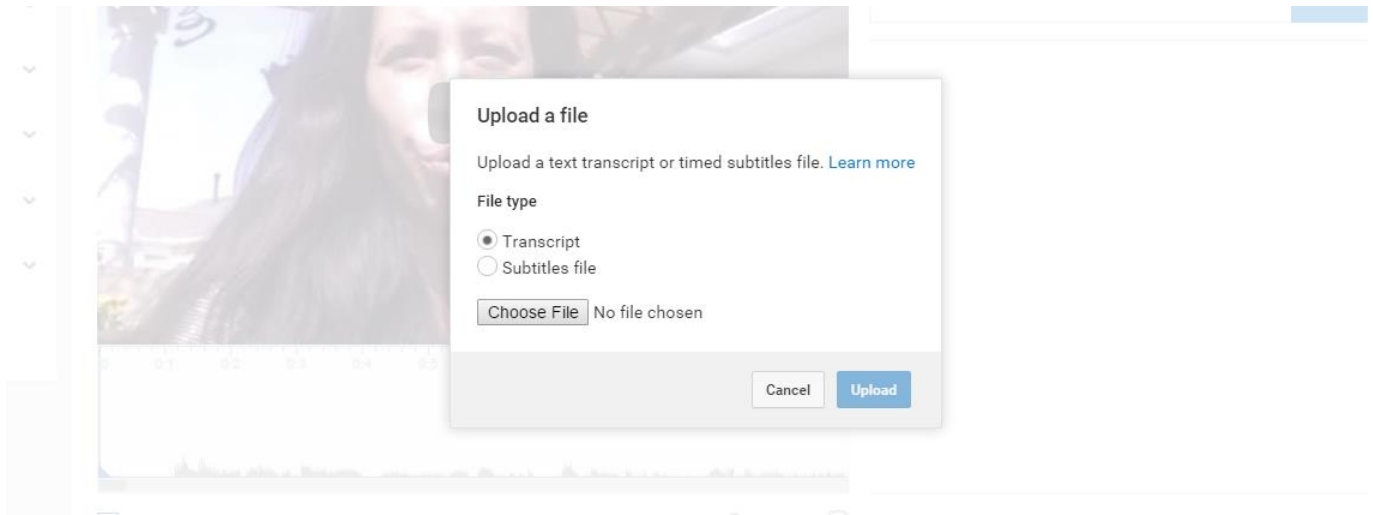 Upload a file
Upload a text transcript or timed subtitles file. Learn more
File type
Transcript
Subtitles file
Choose File No file chosen
Cancel Upload